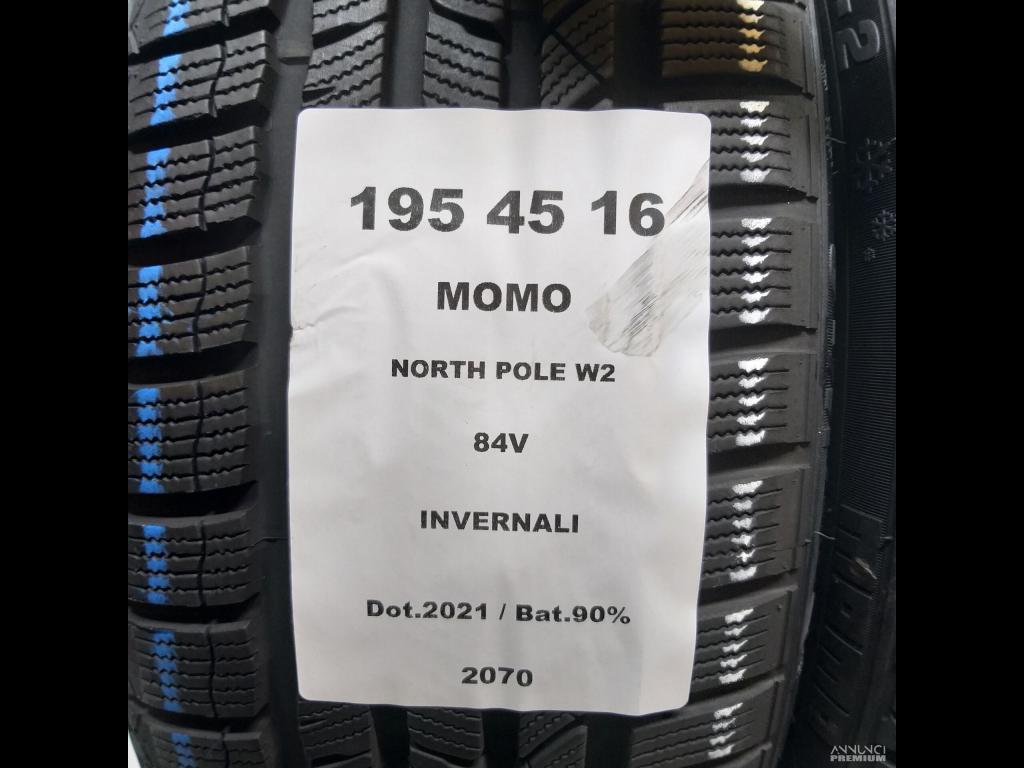 195 45 16
MOMO
NORTH POLE W2
84V
INVERNALI
Dot.2021 / Bat.90%
2070
ANNUNCI
PREMIUM